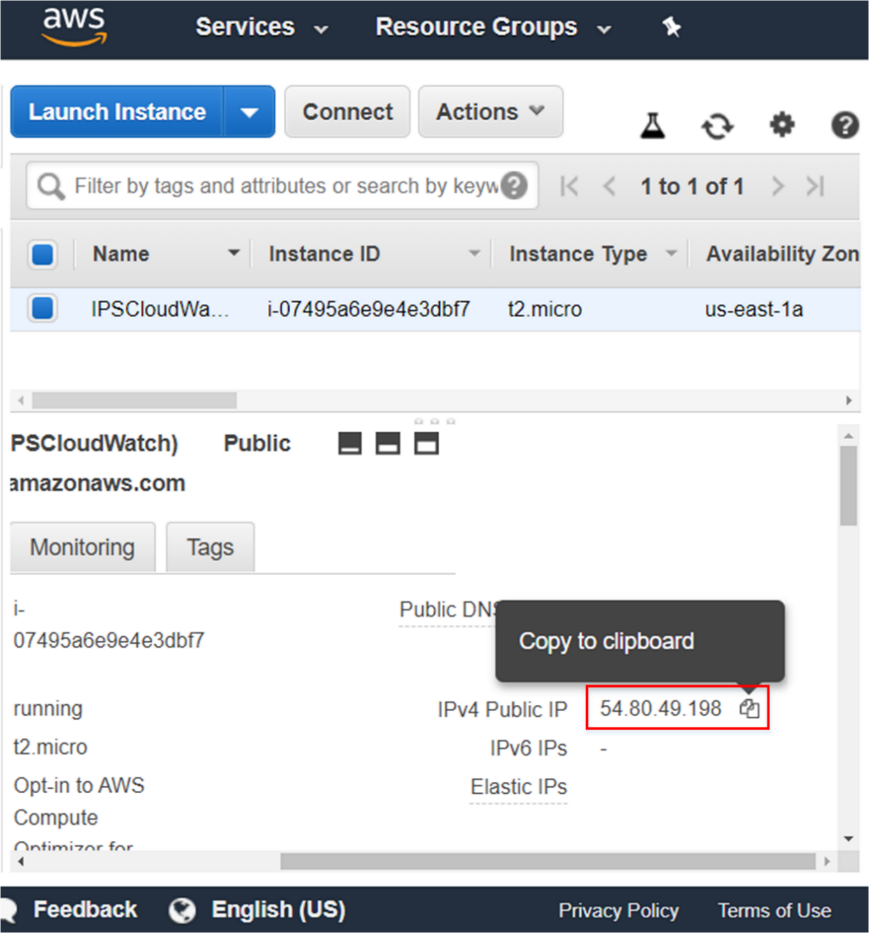 aws Services Resource Groups
Launch Instance Connect Actions
Filter by tags and attributes or search by keyw 1 to 1 of 1
Name Instance ID Instance Type Availability Zon
IPSCloudWa... i-07495a6e9e4e3dbf7 t2.micro us-east-1a
PSCloudWatch) Public
amazonaws.com
Monitoring Tags
i- Public DNS
07495a6e9e4e3dbf7
Copy to clipboard
running IPv4 Public IP 54.80.49.198
t2.micro IPv6 IPs -
Opt-in to AWS Elastic IPs
Compute
Optimizer for
Feedback English (US) Privacy Policy Terms of Use